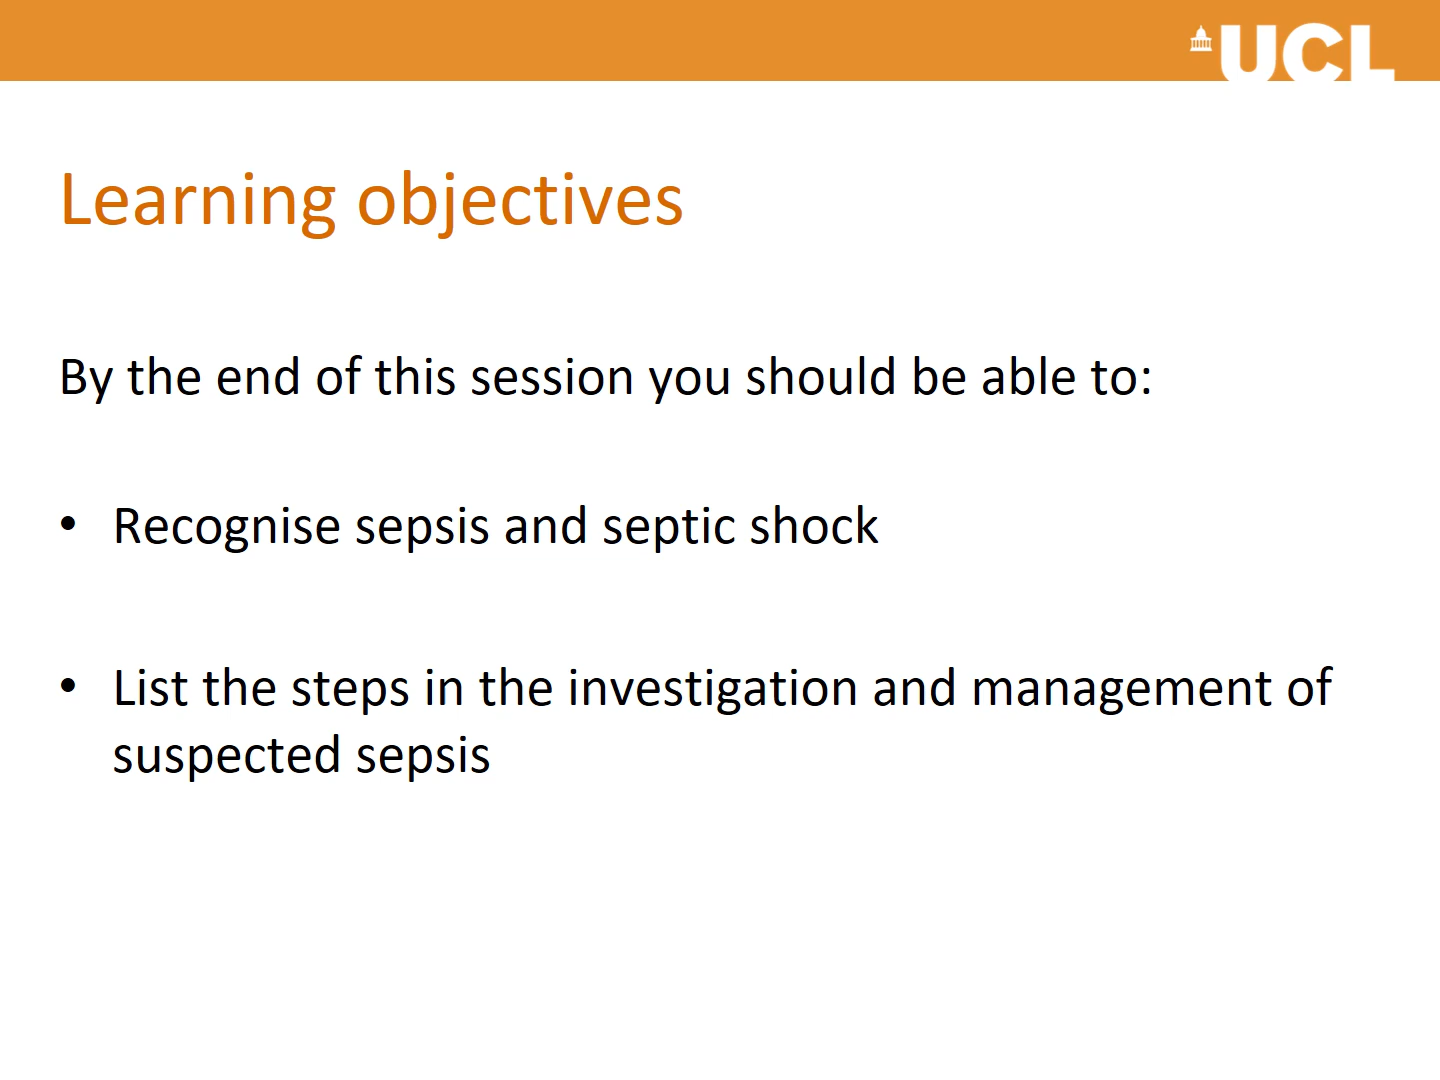 UCL
Learning objectives
By the end of this session you should be able to:
• Recognise sepsis and septic shock
• List the steps in the investigation and management of
suspected sepsis